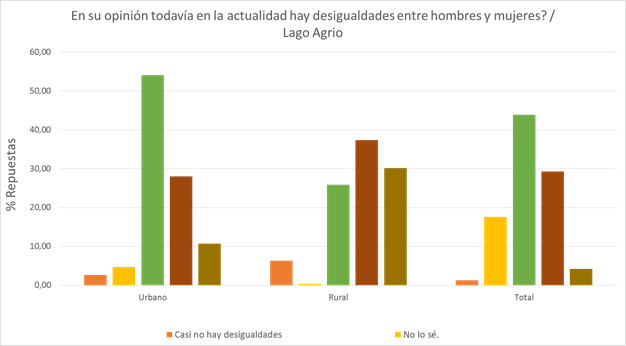 En su opinión todavía en la actualidad hay desigualdades entre hombres y mujeres? /
Lago Agrio
60,00
50,00
40,00
30,00
20,00
10,00
0,00
% Repuestas
Urbano
Rural
Total
Casi no hay desigualdades
No lo sé.